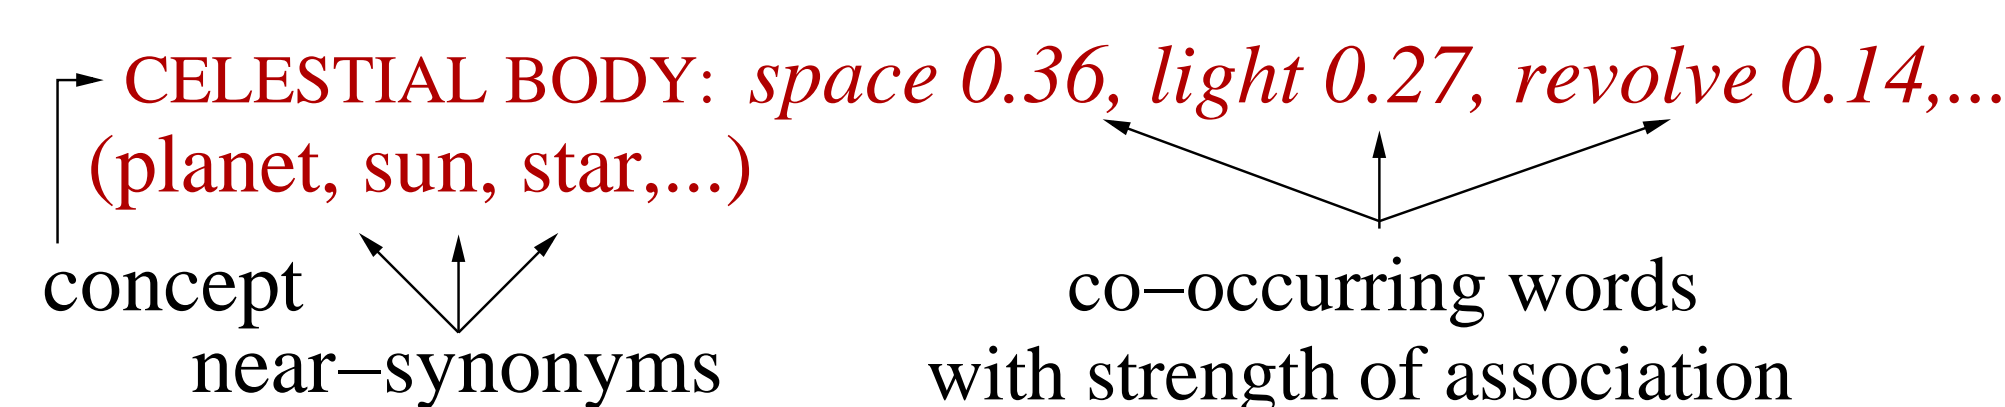 CELESTIAL BODY: space 0.36, light 0.27, revolve 0.14,...
(planet, sun, star,...)
concept
near−synonyms
co−occurring words
with strength of association